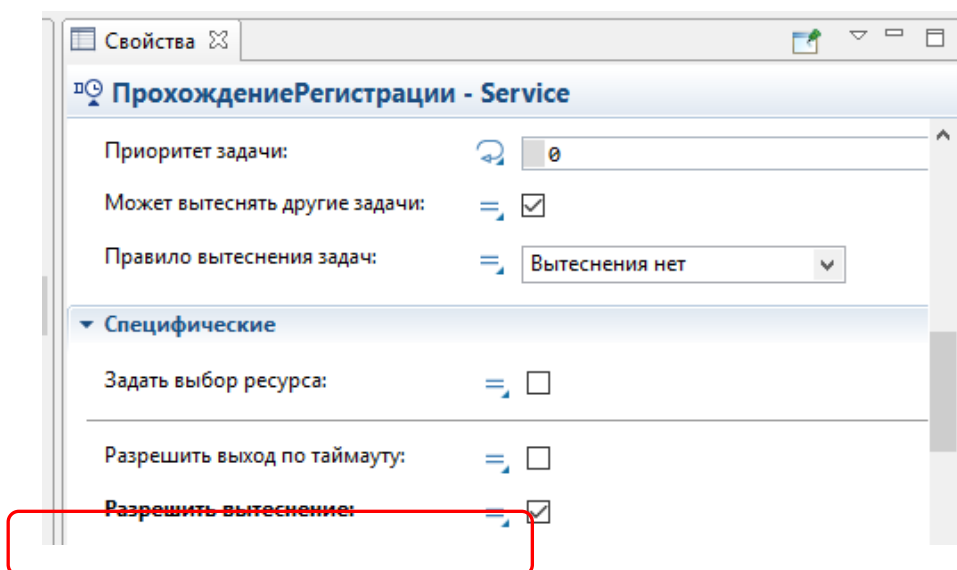 Свойства
ПрохождениеРегистрации - Service
Приоритет задачи: 0
Может вытеснять другие задачи:
Правило вытеснения задач: Вытеснения нет
Специфические
Задать выбор ресурса:
Разрешить выход по таймауту:
Разрешить вытеснение: